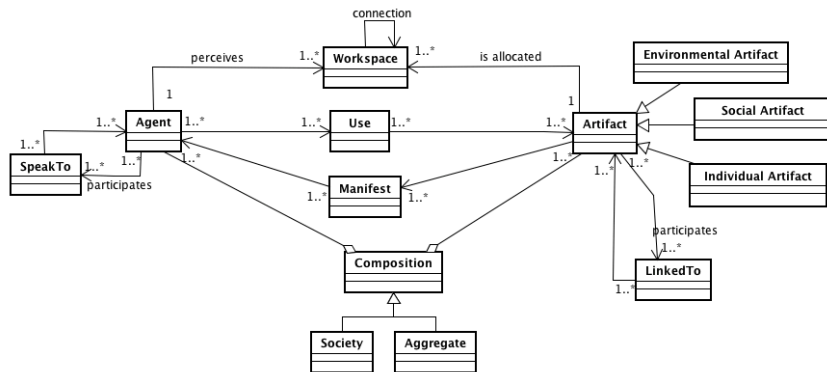 connection
Environmental Artifact
perceives
1..*
Workspace
1..*
is allocated
1
1
Social Artifact
1..*
Agent
1..*
1..*
Use
1..*
1..*
Artifact
1..*
SpeakTo
1..*
1..*
1..*
1..*
1..*
participates
1..*
Manifest
1..*
1..*
Individual Artifact
participates
1..*
Composition
LinkedTo
1..*
Society
Aggregate